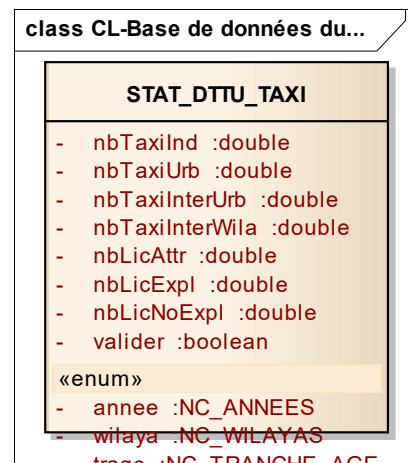 class CL-Base de données du...
STAT_DTTU_TAXI
- nbTaxiInd :double
- nbTaxiUrb :double
- nbTaxiInterUrb :double
- nbTaxiInterWila :double
- nbLicAttr :double
- nbLicExpl :double
- nbLicNoExpl :double
- valider :boolean
«enum»
- annee :NC_ANNEES
- wilaya :NC_WILAYAS
:NC_TRANCHE_AGE